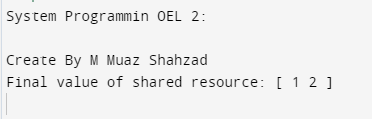 System Programmin OEL 2:
Create By M Muaz Shahzad
Final value of shared resource: [ 1 2 ]